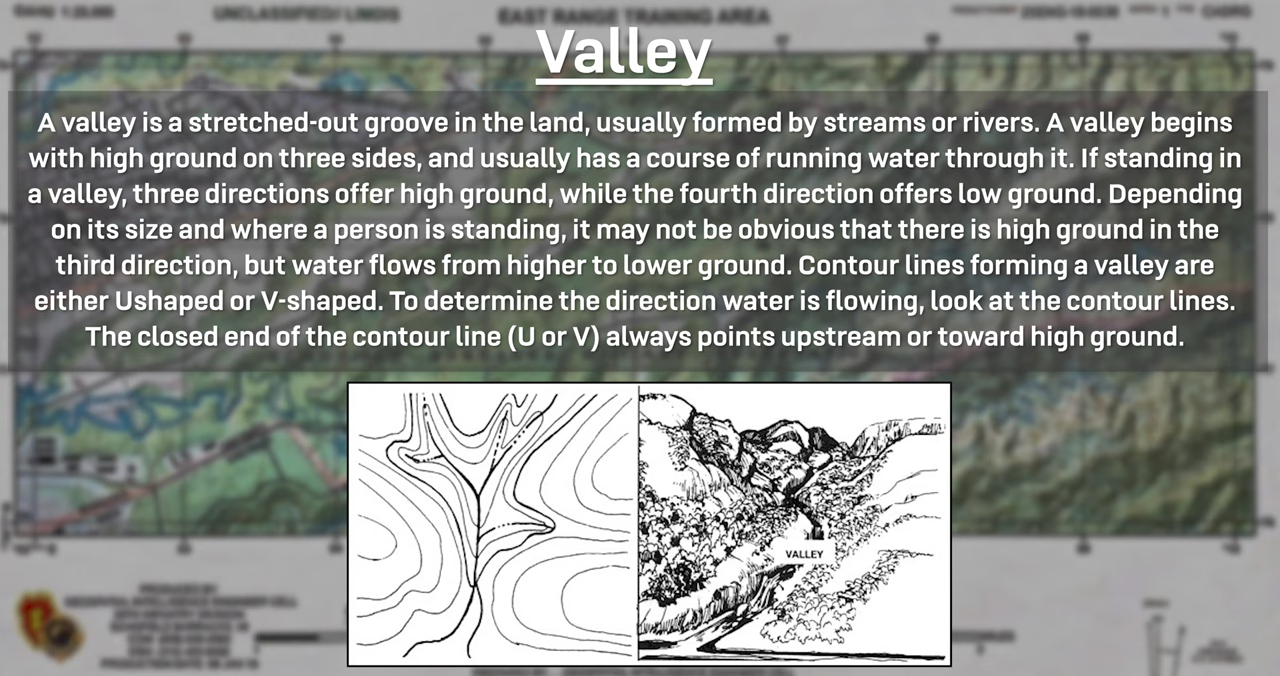 UNCLASSIFIED// LIMDIS
EAST RANGE TRAINING AREA
Valley
A valley is a stretched-out groove in the land, usually formed by streams or rivers. A valley begins
with high ground on three sides, and usually has a course of running water through it. If standing in
a valley, three directions offer high ground, while the fourth direction offers low ground. Depending
on its size and where a person is standing, it may not be obvious that there is high ground in the
third direction, but water flows from higher to lower ground. Contour lines forming a valley are
either Ushaped or V-shaped. To determine the direction water is flowing, look at the contour lines.
The closed end of the contour line (U or V) always points upstream or toward high ground.
VALLEY
PRODUCED BY